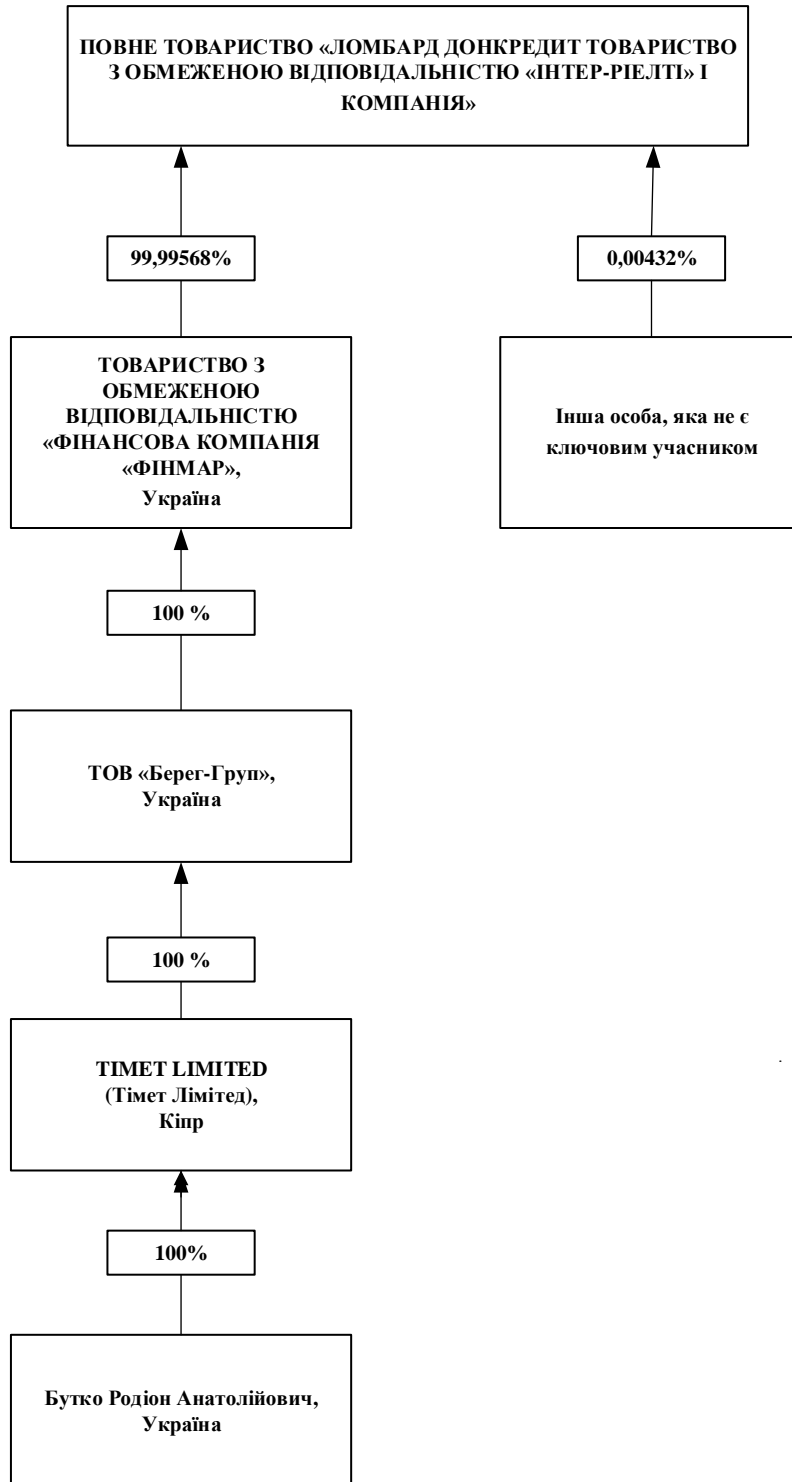 ПОВНЕ ТОВАРИСТВО «ЛОМБАРД ДОНКРЕДИТ ТОВАРИСТВО
З ОБМЕЖЕНОЮ ВІДПОВІДАЛЬНІСТЮ «ІНТЕР-РІЕЛТІ» І
КОМПАНІЯ»
99,99568%
0,00432%
ТОВАРИСТВО З
ОБМЕЖЕНОЮ
ВІДПОВІДАЛЬНІСТЮ
«ФІНАНСОВА КОМПАНІЯ
«ФІНМАР»,
Україна
Інша особа, яка не є
ключовим учасником
100 %
ТОВ «Берег-Груп»,
Україна
100 %
TIMET LIMITED
(Тімет Лімітед),
Кіпр
100%
Бутко Родіон Анатолійович,
Україна